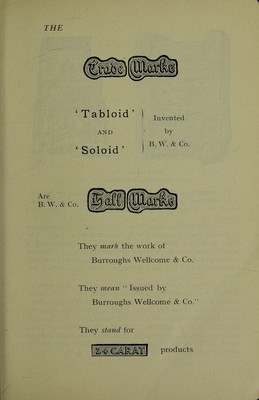 THE
Trade Marks
'Tabloid'
AND
'Soloid'
Invented
by
B. W. & Co.
Are
B. W. & Co.
Hall Marks
They mark the work of
Burroughs Wellcome & Co.
They mean "Issued by
Burroughs Wellcome & Co."
They stand for
24 CARAT products